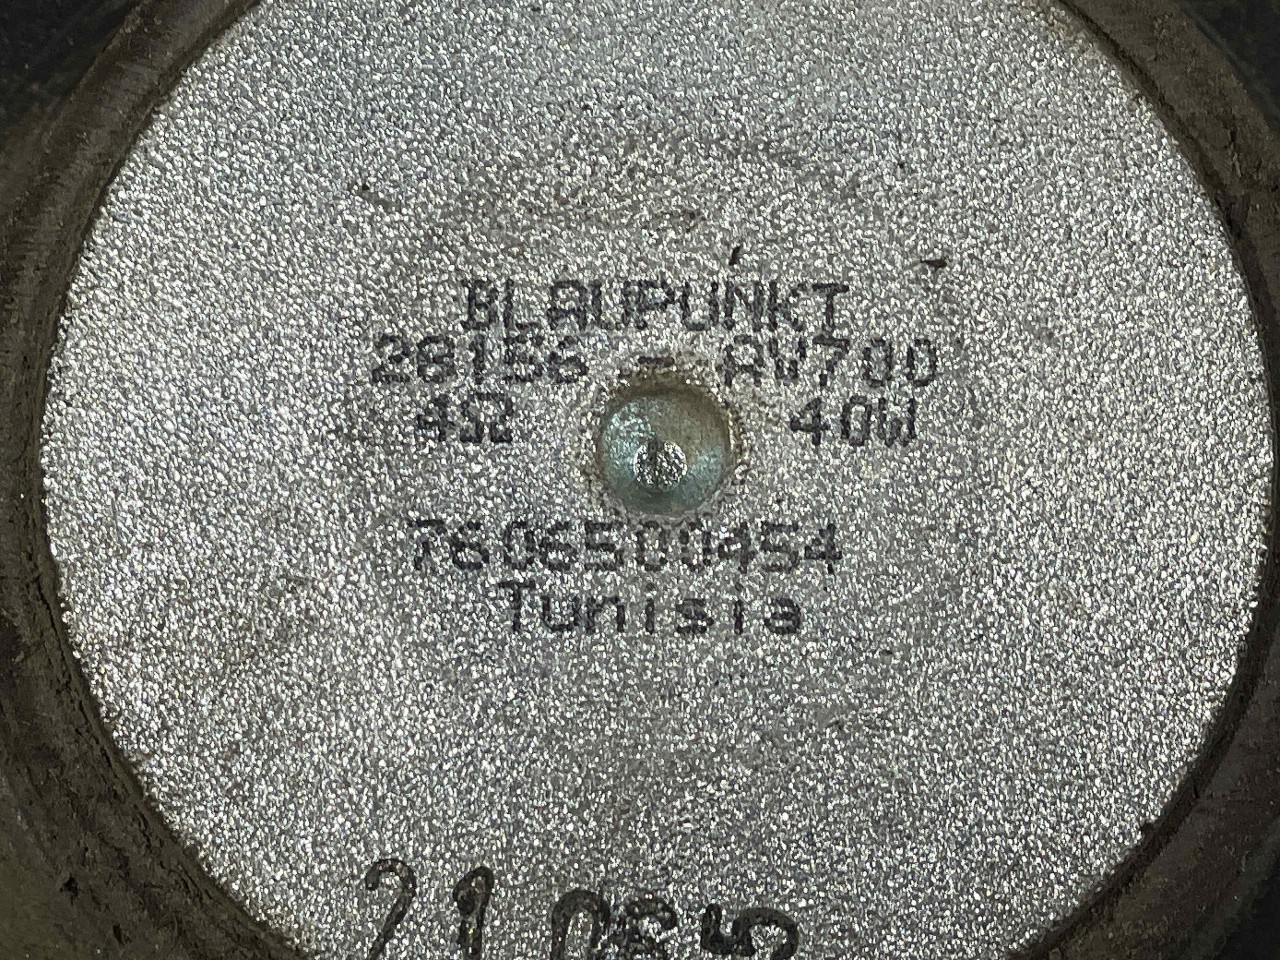 BLAUPUNKT
28156 - AV700
4Ω 40W
7606500454
Tunisia